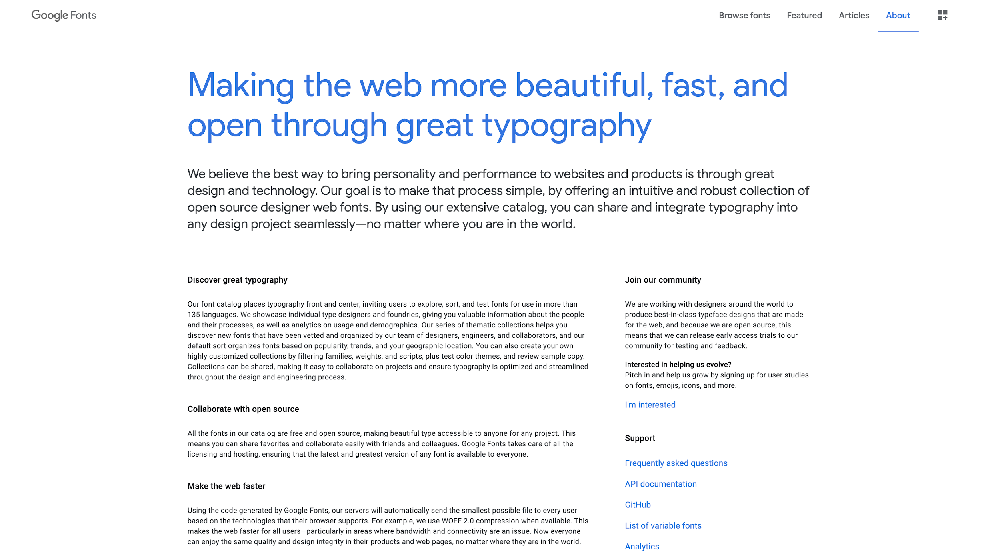 Google Fonts
Browse fonts
Featured
Articles
About
Making the web more beautiful, fast, and
open through great typography
We believe the best way to bring personality and performance to websites and products is through great
design and technology. Our goal is to make that process simple, by offering an intuitive and robust collection of
open source designer web fonts. By using our extensive catalog, you can share and integrate typography into
any design project seamlessly—no matter where you are in the world.
Discover great typography
Our font catalog places typography front and center, inviting users to explore, sort, and test fonts for use in more than
135 languages. We showcase individual type designers and foundries, giving you valuable information about the people
and their processes, as well as analytics on usage and demographics. Our series of thematic collections helps you
discover new fonts that have been vetted and organized by our team of designers, engineers, and collaborators, and our
default sort organizes fonts based on popularity, trends, and your geographic location. You can also create your own
highly customized collections by filtering families, weights, and scripts, plus test color themes, and review sample copy.
Collections can be shared, making it easy to collaborate on projects and ensure typography is optimized and streamlined
throughout the design and engineering process.
Collaborate with open source
All the fonts in our catalog are free and open source, making beautiful type accessible to anyone for any project. This
means you can share favorites and collaborate easily with friends and colleagues. Google Fonts takes care of all the
licensing and hosting, ensuring that the latest and greatest version of any font is available to everyone.
Make the web faster
Using the code generated by Google Fonts, our servers will automatically send the smallest possible file to every user
based on the technologies that their browser supports. For example, we use WOFF 2.0 compression when available. This
makes the web faster for all users—particularly in areas where bandwidth and connectivity are an issue. Now everyone
can enjoy the same quality and design integrity in their products and web pages, no matter where they are in the world.
Join our community
We are working with designers around the world to
produce best-in-class typeface designs that are made
for the web, and because we are open source, this
means that we can release early access trials to our
community for testing and feedback.
Interested in helping us evolve?
Pitch in and help us grow by signing up for user studies
on fonts, emojis, icons, and more.
I'm interested
Support
Frequently asked questions
API documentation
GitHub
List of variable fonts
Analytics